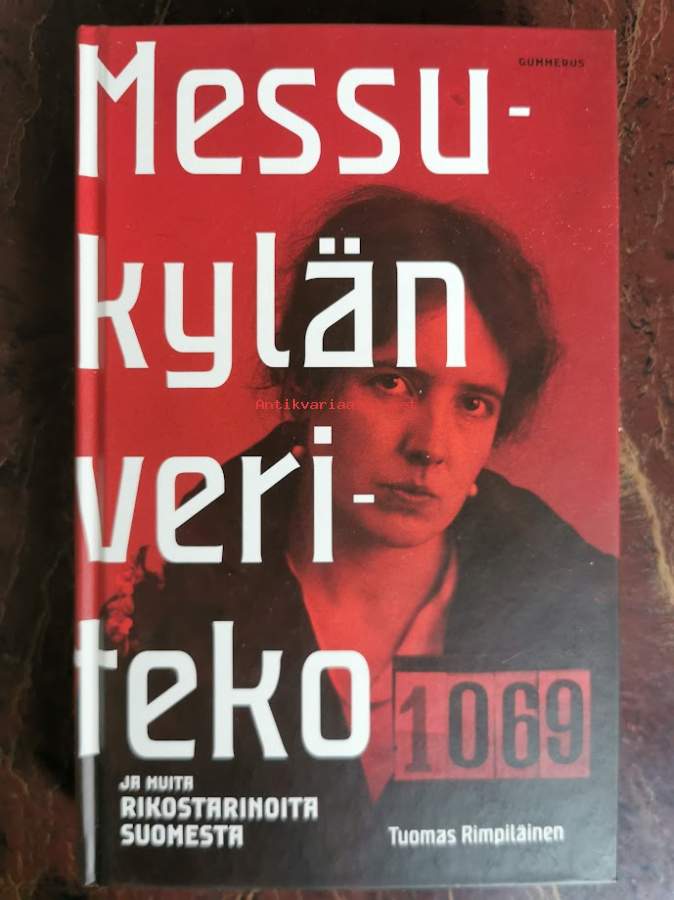 GUMMERUS
Messu-
kylän
veri-
teko
1069
JA MUITA
RIKOSTARINOITA
SUOMESTA
Tuomas Rimpiläinen